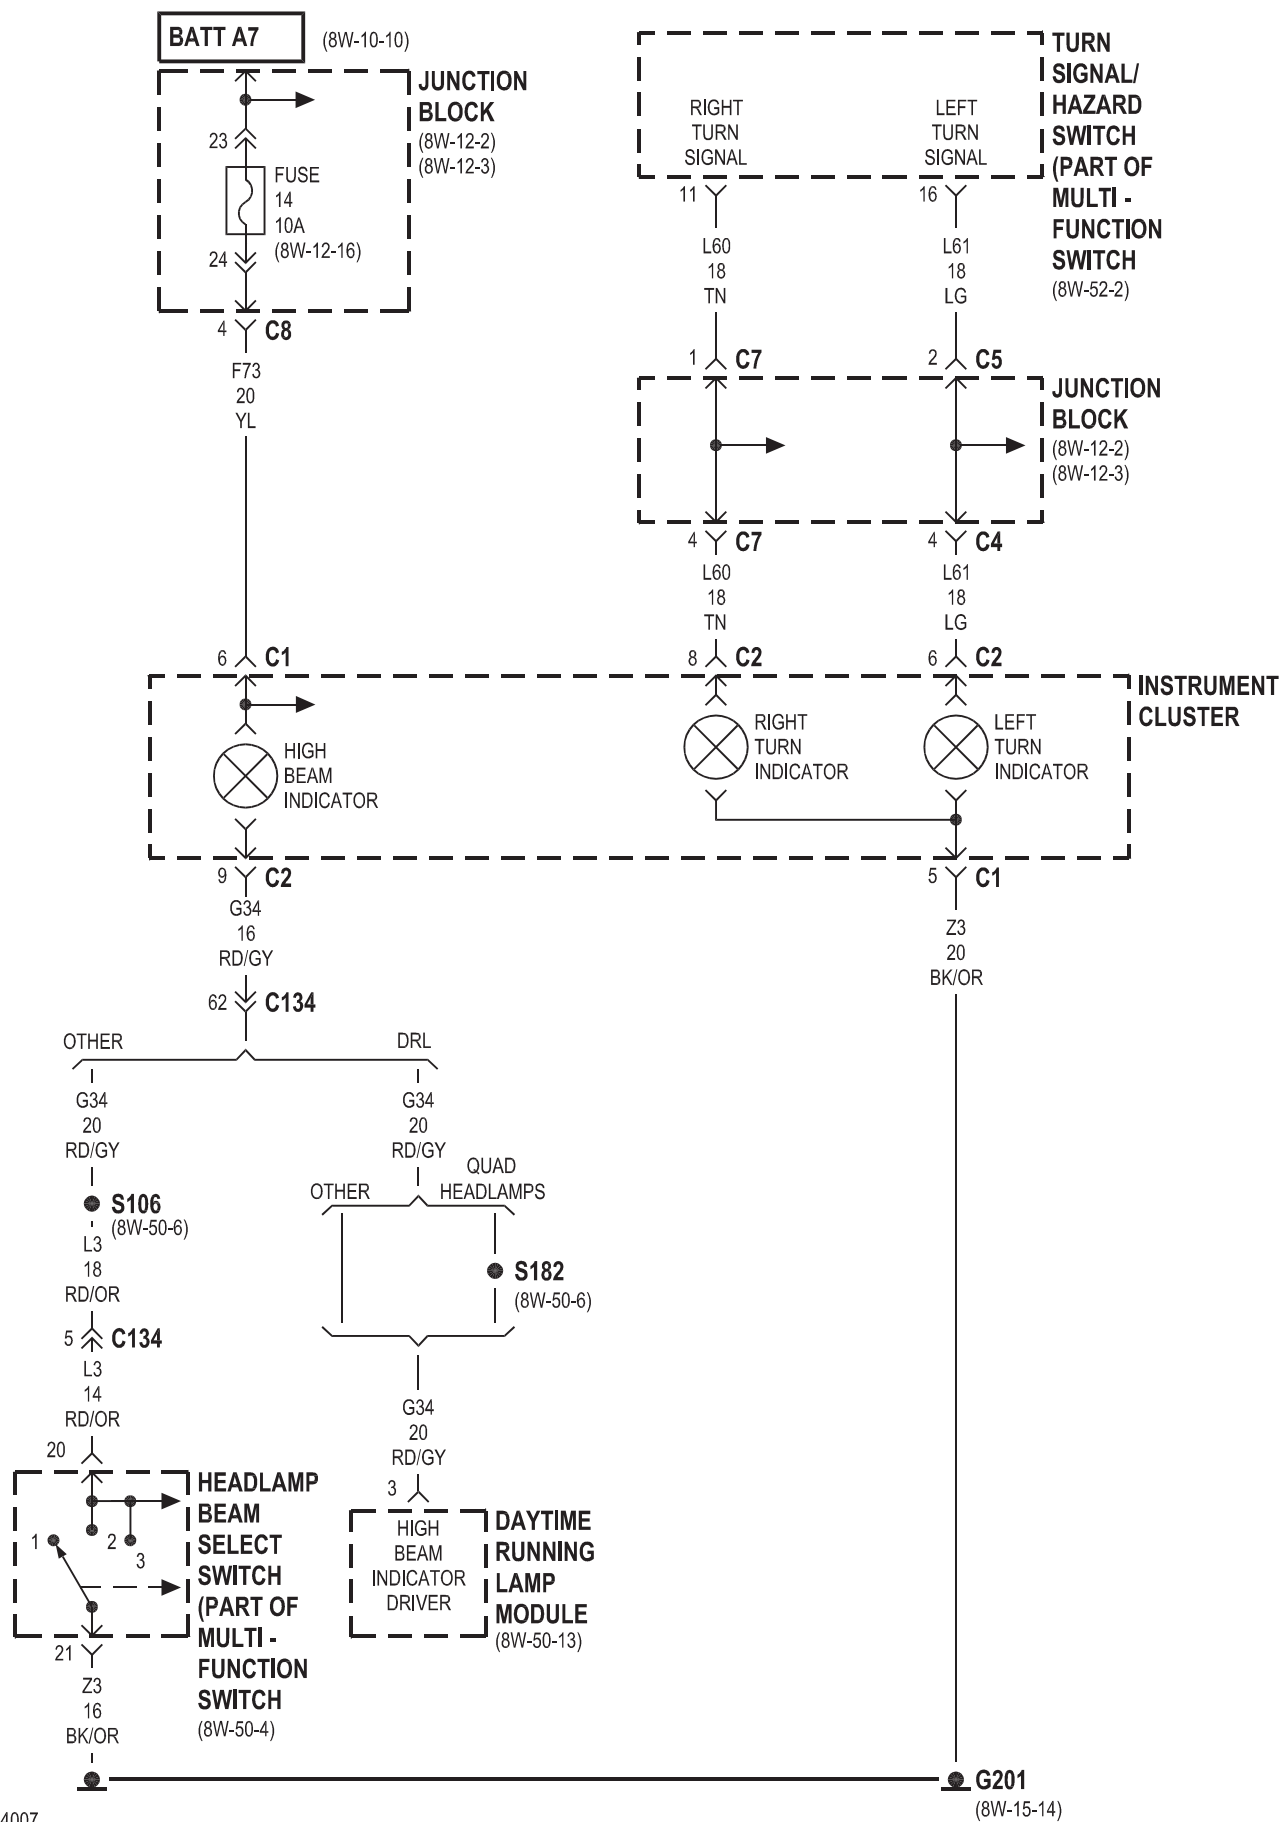 BATT A7
(8W-10-10)
JUNCTION
BLOCK
(8W-12-2)
(8W-12-3)
23
FUSE
14
10A
(8W-12-16)
24
4
C8
F73
20
YL
6
C1
TURN
SIGNAL/
HAZARD
SWITCH
(PART OF
MULTI -
FUNCTION
SWITCH
(8W-52-2)
RIGHT
TURN
SIGNAL
LEFT
TURN
SIGNAL
11
16
L60
18
TN
L61
18
LG
1
C7
2
C5
JUNCTION
BLOCK
(8W-12-2)
(8W-12-3)
4
C7
4
C4
L60
18
TN
L61
18
LG
8
C2
6
C2
INSTRUMENT
CLUSTER
HIGH
BEAM
INDICATOR
RIGHT
TURN
INDICATOR
LEFT
TURN
INDICATOR
9
C2
5
C1
G34
16
RD/GY
Z3
20
BK/OR
62
C134
OTHER
DRL
G34
20
RD/GY
G34
20
RD/GY
S106
(8W-50-6)
L3
18
RD/OR
5
C134
L3
14
RD/OR
20
OTHER
QUAD
HEADLAMPS
S182
(8W-50-6)
G34
20
RD/GY
3
HEADLAMP
BEAM
SELECT
SWITCH
(PART OF
MULTI -
FUNCTION
SWITCH
(8W-50-4)
1
2
3
21
Z3
16
BK/OR
HIGH
BEAM
INDICATOR
DRIVER
DAYTIME
RUNNING
LAMP
MODULE
(8W-50-13)
G201
(8W-15-14)